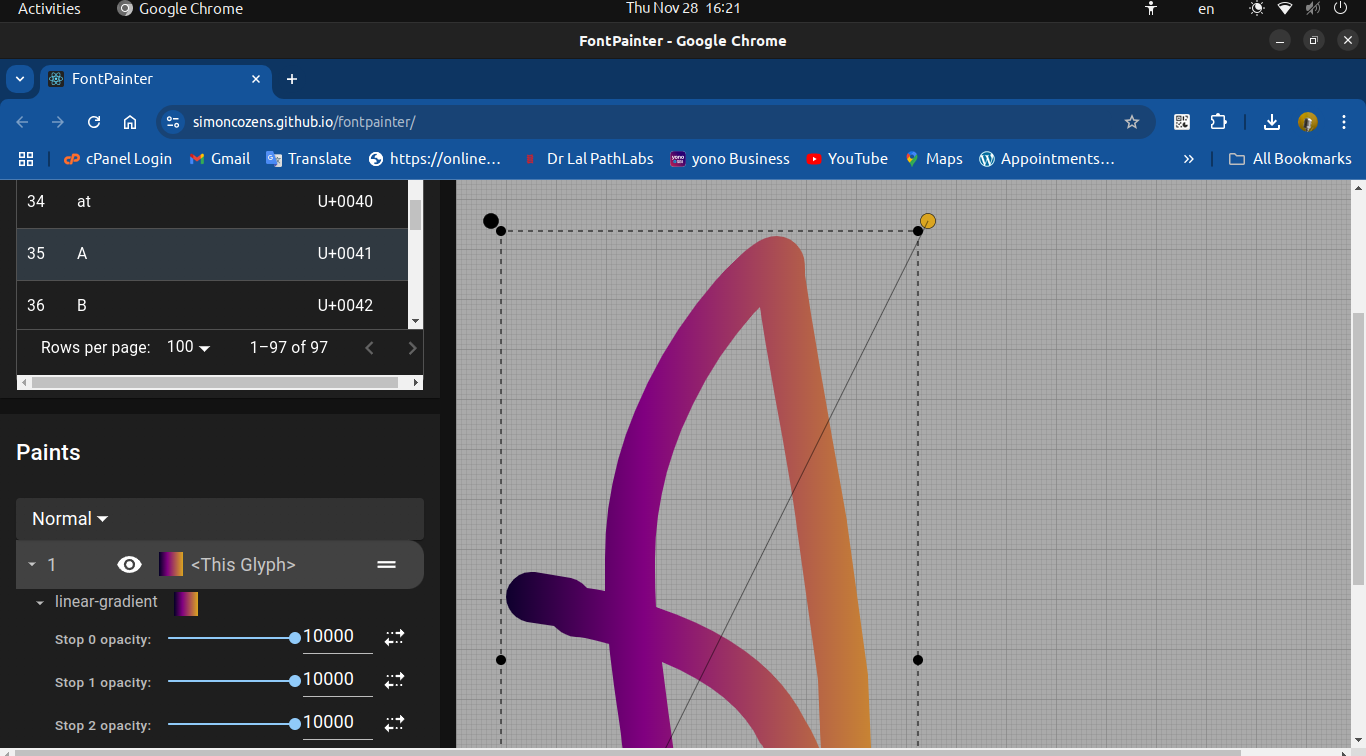 Activities Google Chrome Thu Nov 28 16:21 en
FontPainter - Google Chrome
FontPainter
simoncozens.github.io/fontpainter/
cPanel Login Gmail Translate https://online... Dr Lal PathLabs yono Business YouTube Maps Appointments... » All Bookmarks
34 at U+0040
35 A U+0041
36 B U+0042
Rows per page: 100 1–97 of 97
Paints
Normal
1 <This Glyph>
linear-gradient
Stop 0 opacity: 10000
Stop 1 opacity: 10000
Stop 2 opacity: 10000